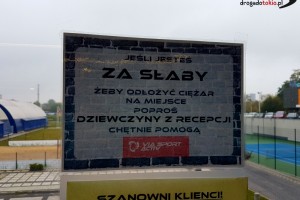 drogadotokio.pl
JEŚLI JESTEŚ
ZA SŁABY
ŻEBY ODŁOŻYĆ CIĘŻAR
NA MIEJSCE
POPROŚ
DZIEWCZYNY Z RECEPCJI
CHĘTNIE POMOGĄ
SZANOWNI KLIENCI!